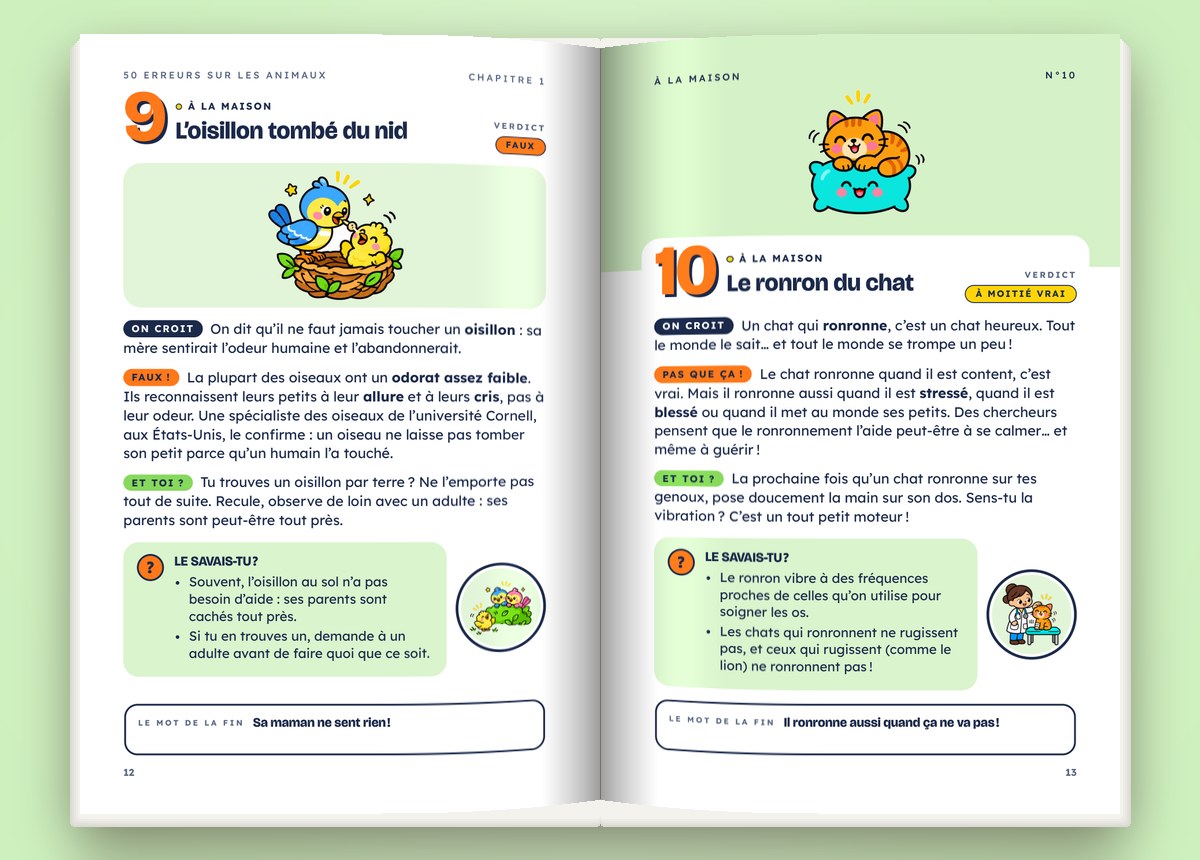 50 ERREURS SUR LES ANIMAUX
CHAPITRE 1
9
À LA MAISON
L’oisillon tombé du nid
VERDICT
FAUX
ON CROIT On dit qu’il ne faut jamais toucher un oisillon : sa
mère sentirait l’odeur humaine et l’abandonnerait.
FAUX ! La plupart des oiseaux ont un odorat assez faible.
Ils reconnaissent leurs petits à leur allure et à leurs cris, pas à
leur odeur. Une spécialiste des oiseaux de l’université Cornell,
aux États-Unis, le confirme : un oiseau ne laisse pas tomber
son petit parce qu’un humain l’a touché.
ET TOI ? Tu trouves un oisillon par terre ? Ne l’emporte pas
tout de suite. Recule, observe de loin avec un adulte : ses
parents sont peut-être tout près.
?
LE SAVAIS-TU?
• Souvent, l’oisillon au sol n’a pas
besoin d’aide : ses parents sont
cachés tout près.
• Si tu en trouves un, demande à un
adulte avant de faire quoi que ce soit.
LE MOT DE LA FIN Sa maman ne sent rien !
12
À LA MAISON
N°10
10
À LA MAISON
Le ronron du chat
VERDICT
À MOITIÉ VRAI
ON CROIT Un chat qui ronronne, c’est un chat heureux. Tout
le monde le sait… et tout le monde se trompe un peu !
PAS QUE ÇA ! Le chat ronronne quand il est content, c’est
vrai. Mais il ronronne aussi quand il est stressé, quand il est
blessé ou quand il met au monde ses petits. Des chercheurs
pensent que le ronronnement l’aide peut-être à se calmer… et
même à guérir !
ET TOI ? La prochaine fois qu’un chat ronronne sur tes
genoux, pose doucement la main sur son dos. Sens-tu la
vibration ? C’est un tout petit moteur !
?
LE SAVAIS-TU?
• Le ronron vibre à des fréquences
proches de celles qu’on utilise pour
soigner les os.
• Les chats qui ronronnent ne rugissent
pas, et ceux qui rugissent (comme le
lion) ne ronronnent pas !
LE MOT DE LA FIN Il ronronne aussi quand ça ne va pas !
13